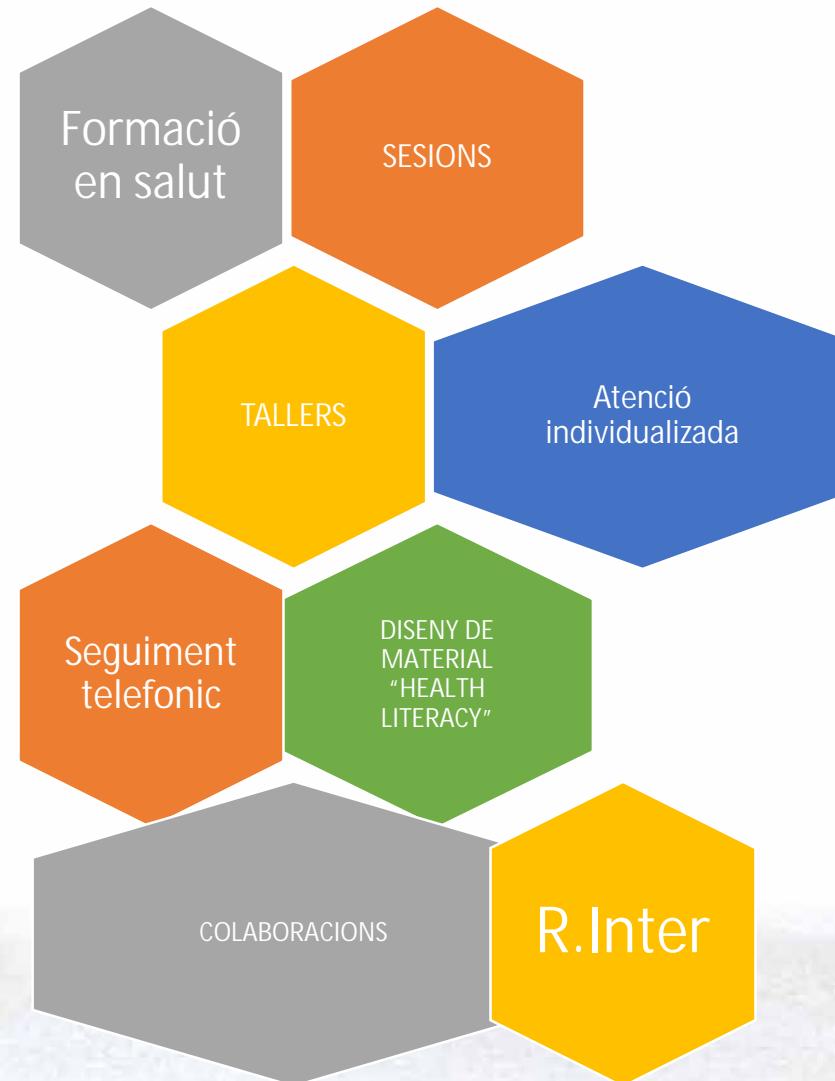 Formació
en salut
SESIONS
TALLERS
Atenció
individualizada
Seguiment
telefonic
DISENY DE
MATERIAL
“HEALTH
LITERACY”
COLABORACIONS
R.Inter